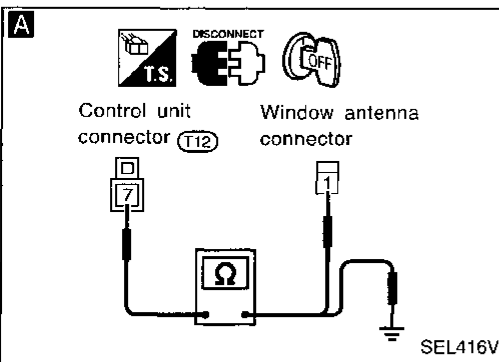 A
DISCONNECT
T.S.
OFF
Control unit
connector T12
Window antenna
connector
7
1
Ω
SEL416V